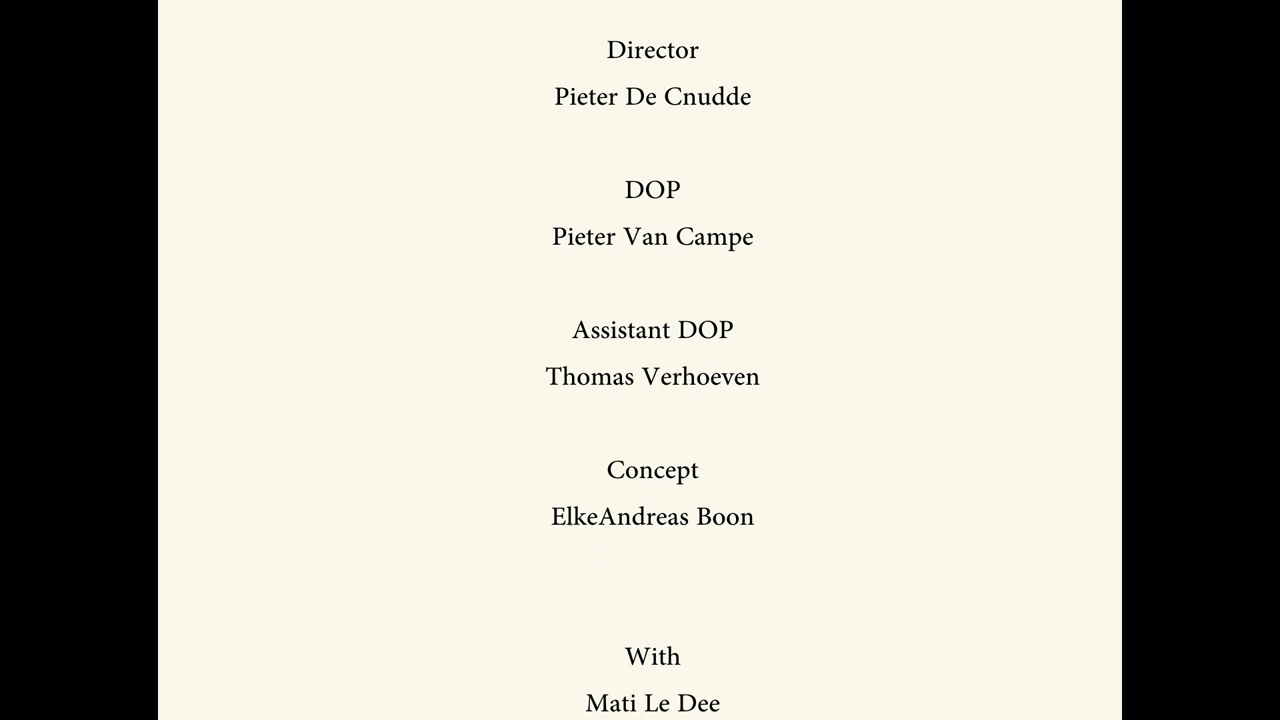 Director
Pieter De Cnudde
DOP
Pieter Van Campe
Assistant DOP
Thomas Verhoeven
Concept
ElkeAndreas Boon
With
Mati Le Dee